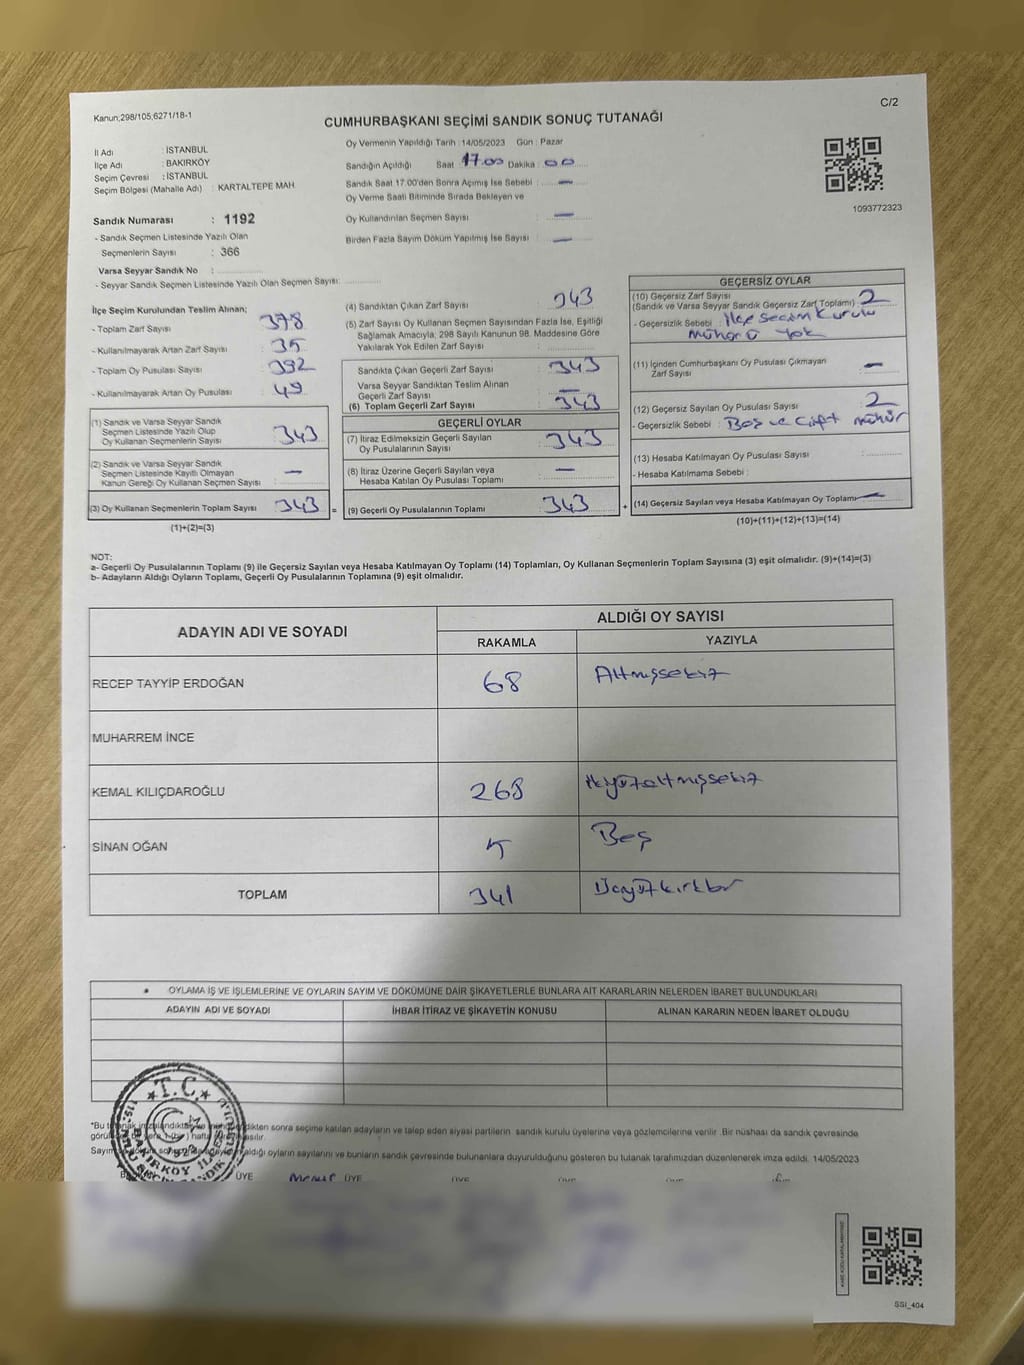 Kanun;298/105;6271/18-1
C/2
CUMHURBAŞKANI SEÇİMİ SANDIK SONUÇ TUTANAĞI
İl Adı : İSTANBUL
İlçe Adı : BAKIRKÖY
Seçim Çevresi : İSTANBUL
Seçim Bölgesi (Mahalle Adı) : KARTALTEPE MAH
Sandık Numarası : 1192
- Sandık Seçmen Listesinde Yazılı Olan
Seçmenlerin Sayısı : 366
Varsa Seyyar Sandık No :
- Seyyar Sandık Seçmen Listesinde Yazılı Olan Seçmen Sayısı:
Oy Vermenin Yapıldığı Tarih :14/05/2023 Gün : Pazar
Sandığın Açıldığı Saat 17.00 Dakika 00
Sandık Saat 17.00'den Sonra Açımış İse Sebebi : —
Oy Verme Saati Bitiminde Sırada Bekleyen ve
Oy Kullandırılan Seçmen Sayısı : —
Birden Fazla Sayım Döküm Yapılmış İse Sayısı : —
1093772323
İlçe Seçim Kurulundan Teslim Alınan;
- Toplam Zarf Sayısı : 378
- Kullanılmayarak Artan Zarf Sayısı : 35
- Toplam Oy Pusulası Sayısı : 392
- Kullanılmayarak Artan Oy Pusulası : 49
(1) Sandık ve Varsa Seyyar Sandık
Seçmen Listesinde Yazılı Olup
Oy Kullanan Seçmenlerin Sayısı : 343
(2) Sandık ve Varsa Seyyar Sandık
Seçmen Listesinde Kayıtlı Olmayan
Kanun Gereği Oy Kullanan Seçmen Sayısı : —
(3) Oy Kullanan Seçmenlerin Toplam Sayısı : 343 =
(1)+(2)=(3)
(4) Sandıktan Çıkan Zarf Sayısı : 343
(5) Zarf Sayısı Oy Kullanan Seçmen Sayısından Fazla İse, Eşitliği
Sağlamak Amacıyla, 298 Sayılı Kanunun 98. Maddesine Göre
Yakılarak Yok Edilen Zarf Sayısı :
Sandıkta Çıkan Geçerli Zarf Sayısı : 343
Varsa Seyyar Sandıktan Teslim Alınan
Geçerli Zarf Sayısı : —
(6) Toplam Geçerli Zarf Sayısı : 343
GEÇERLİ OYLAR
(7) İtiraz Edilmeksizin Geçerli Sayılan
Oy Pusulalarının Sayısı : 343
(8) İtiraz Üzerine Geçerli Sayılan veya
Hesaba Katılan Oy Pusulası Toplamı : —
(9) Geçerli Oy Pusulalarının Toplamı : 343 +
GEÇERSİZ OYLAR
(10) Geçersiz Zarf Sayısı
(Sandık ve Varsa Seyyar Sandık Geçersiz Zarf Toplamı) : 2
- Geçersizlik Sebebi : İlçe Seçim Kurulu
Mührü Yok
(11) İçinden Cumhurbaşkanı Oy Pusulası Çıkmayan
Zarf Sayısı : —
(12) Geçersiz Sayılan Oy Pusulası Sayısı : 2
- Geçersizlik Sebebi : Boş ve Çift mühür
(13) Hesaba Katılmayan Oy Pusulası Sayısı :
- Hesaba Katılmama Sebebi :
(14) Geçersiz Sayılan veya Hesaba Katılmayan Oy Toplamı: —
(10)+(11)+(12)+(13)=(14)
NOT:
a- Geçerli Oy Pusulalarının Toplamı (9) ile Geçersiz Sayılan veya Hesaba Katılmayan Oy Toplamı (14) Toplamları, Oy Kullanan Seçmenlerin Toplam Sayısına (3) eşit olmalıdır. (9)+(14)=(3)
b- Adayların Aldığı Oyların Toplamı, Geçerli Oy Pusulalarının Toplamına (9) eşit olmalıdır.
ADAYIN ADI VE SOYADI
ALDIĞI OY SAYISI
RAKAMLA YAZIYLA
RECEP TAYYİP ERDOĞAN 68 Altmışsekiz
MUHARREM İNCE
KEMAL KILIÇDAROĞLU 268 İkiyüzaltmışsekiz
SİNAN OĞAN 5 Beş
TOPLAM 341 Üçyüzkırkbir
* OYLAMA İŞ VE İŞLEMLERİNE VE OYLARIN SAYIM VE DÖKÜMÜNE DAİR ŞİKAYETLERLE BUNLARA AİT KARARLARIN NELERDEN İBARET BULUNDUKLARI
ADAYIN ADI VE SOYADI İHBAR İTİRAZ VE ŞİKAYETİN KONUSU ALINAN KARARIN NEDEN İBARET OLDUĞU
T.C.
BAKIRKÖY İLÇESİ
*Bu sonra seçime katılan adayların ve talep eden siyasi partilerin sandık kurulu üyelerine veya gözlemcilerine verilir. Bir nüshası da sandık çevresinde
aldığı oyların sayılarını ve bunların sandık çevresinde bulunanlara duyurulduğunu gösteren bu tutanak tarafımızdan düzenlenerek imza edildi. 14/05/2023
ÜYE ÜYE
SSI_404